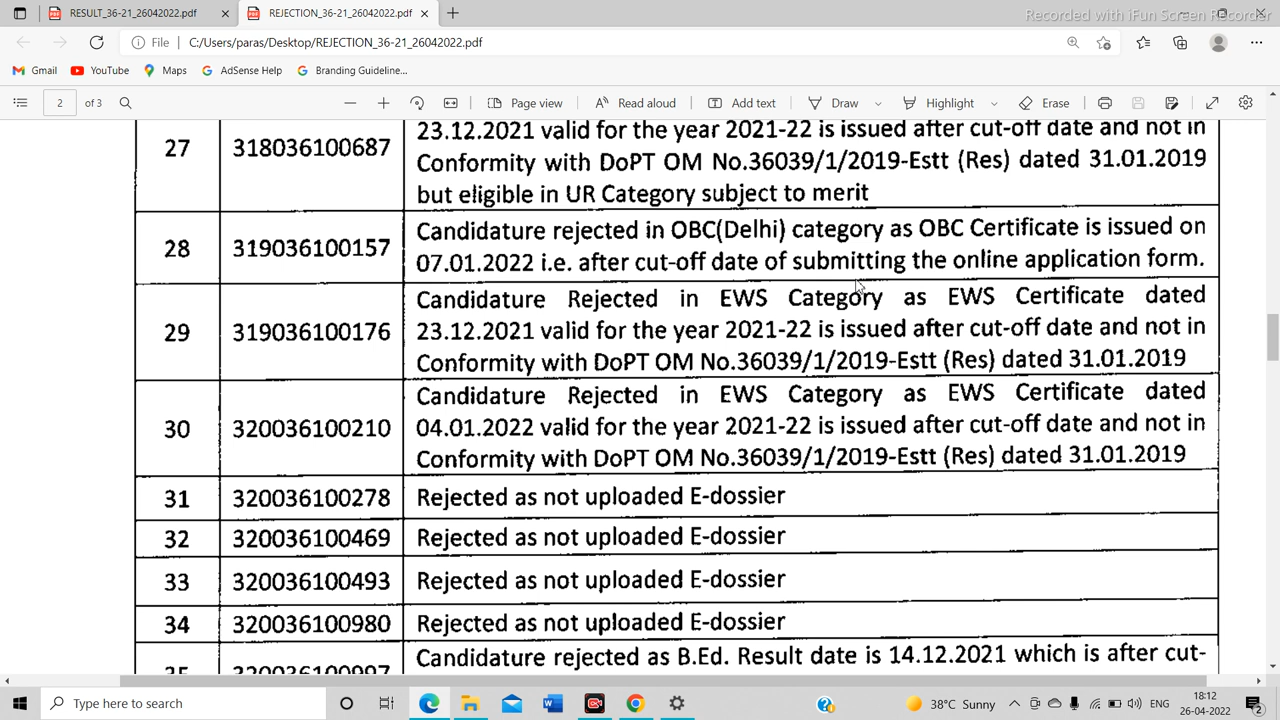 RESULT_36-21_26042022.pdf
REJECTION_36-21_26042022.pdf
Recorded with iFun Screen Recorder
File
C:/Users/paras/Desktop/REJECTION_36-21_26042022.pdf
Gmail
YouTube
Maps
AdSense Help
Branding Guideline...
2
of 3
Page view
Read aloud
Add text
Draw
Highlight
Erase
27
318036100687
23.12.2021 valid for the year 2021-22 is issued after cut-off date and not in
Conformity with DoPT OM No.36039/1/2019-Estt (Res) dated 31.01.2019
but eligible in UR Category subject to merit
28
319036100157
Candidature rejected in OBC(Delhi) category as OBC Certificate is issued on
07.01.2022 i.e. after cut-off date of submitting the online application form.
29
319036100176
Candidature Rejected in EWS Category as EWS Certificate dated
23.12.2021 valid for the year 2021-22 is issued after cut-off date and not in
Conformity with DoPT OM No.36039/1/2019-Estt (Res) dated 31.01.2019
30
320036100210
Candidature Rejected in EWS Category as EWS Certificate dated
04.01.2022 valid for the year 2021-22 is issued after cut-off date and not in
Conformity with DoPT OM No.36039/1/2019-Estt (Res) dated 31.01.2019
31
320036100278
Rejected as not uploaded E-dossier
32
320036100469
Rejected as not uploaded E-dossier
33
320036100493
Rejected as not uploaded E-dossier
34
320036100980
Rejected as not uploaded E-dossier
35
320036100997
Candidature rejected as B.Ed. Result date is 14.12.2021 which is after cut-
Type here to search
38°C Sunny
ENG
18:12
26-04-2022
2